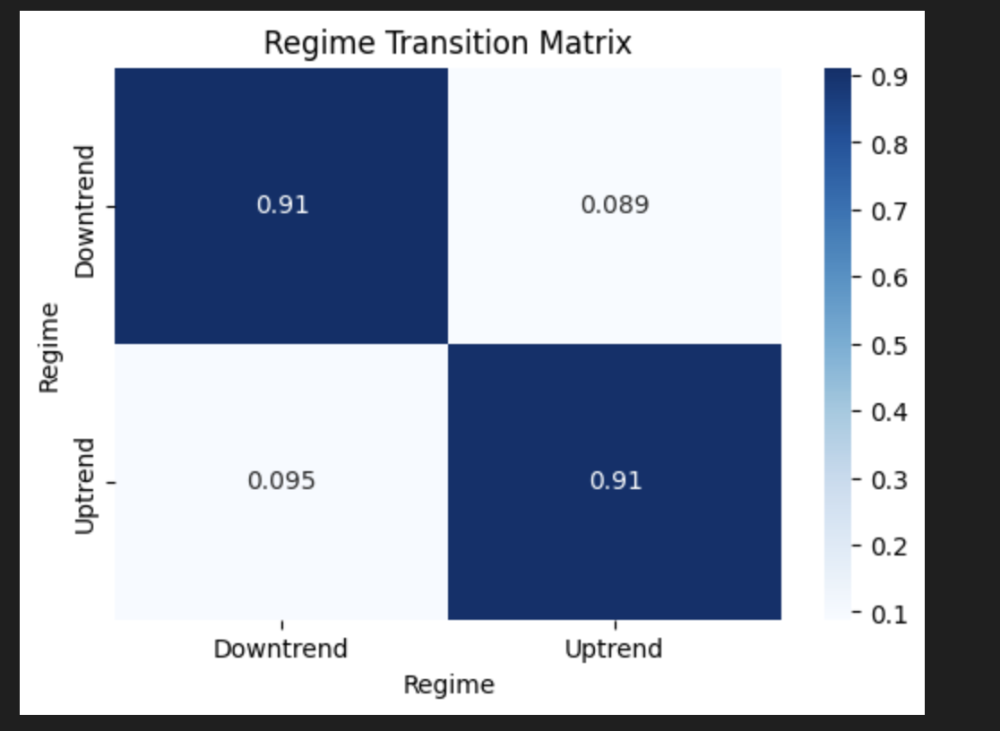 Regime Transition Matrix
Regime
Downtrend
0.91
0.089
Uptrend
0.095
0.91
Downtrend
Uptrend
Regime
0.9
0.8
0.7
0.6
0.5
0.4
0.3
0.2
0.1